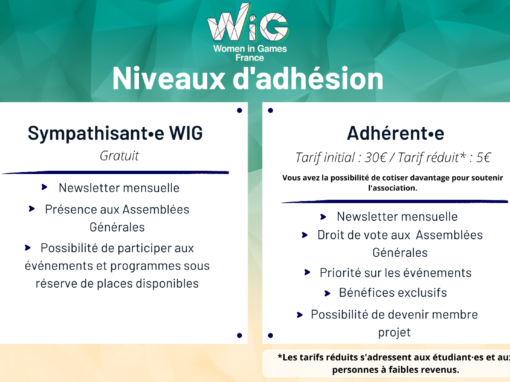 WiG
Women in Games
France
Niveaux d'adhésion
Sympathisant•e WIG
Gratuit
Newsletter mensuelle
Présence aux Assemblées
Générales
Possibilité de participer aux
événements et programmes sous
réserve de places disponibles
Adhérent•e
Tarif initial : 30€ / Tarif réduit* : 5€
Vous avez la possibilité de cotiser davantage pour soutenir
l'association.
Newsletter mensuelle
Droit de vote aux Assemblées
Générales
Priorité sur les événements
Bénéfices exclusifs
Possibilité de devenir membre
projet
*Les tarifs réduits s'adressent aux étudiant·es et aux
personnes à faibles revenus.